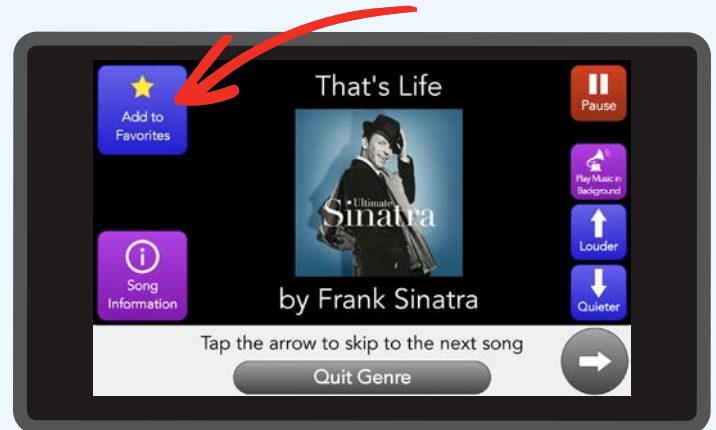 Add to
Favorites
That's Life
Pause
Ultimate
Sinatra
Play Music in
Background
Louder
Song
Information
by Frank Sinatra
Quieter
Tap the arrow to skip to the next song
Quit Genre